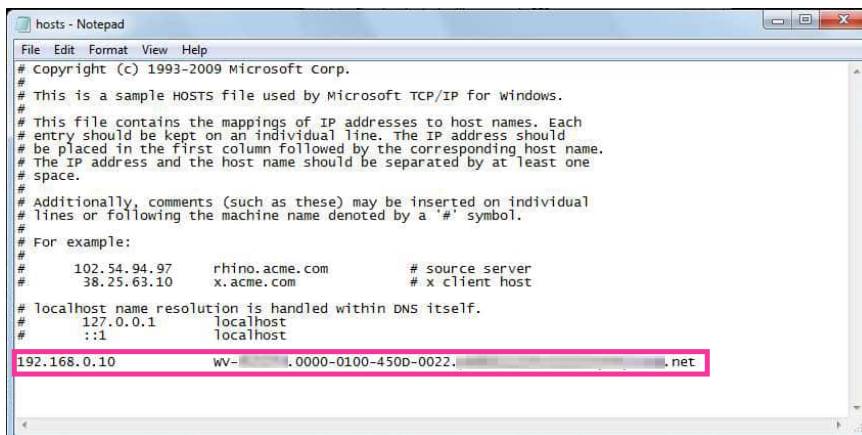 hosts - Notepad
File Edit Format View Help
# Copyright (c) 1993-2009 Microsoft Corp.
#
# This is a sample HOSTS file used by Microsoft TCP/IP for Windows.
#
# This file contains the mappings of IP addresses to host names. Each
# entry should be kept on an individual line. The IP address should
# be placed in the first column followed by the corresponding host name.
# The IP address and the host name should be separated by at least one
# space.
#
# Additionally, comments (such as these) may be inserted on individual
# lines or following the machine name denoted by a '#' symbol.
#
# For example:
#
# 102.54.94.97 rhino.acme.com # source server
# 38.25.63.10 x.acme.com # x client host
# localhost name resolution is handled within DNS itself.
# 127.0.0.1 localhost
# ::1 localhost
192.168.0.10 WV- .0000-0100-450D-0022. .net